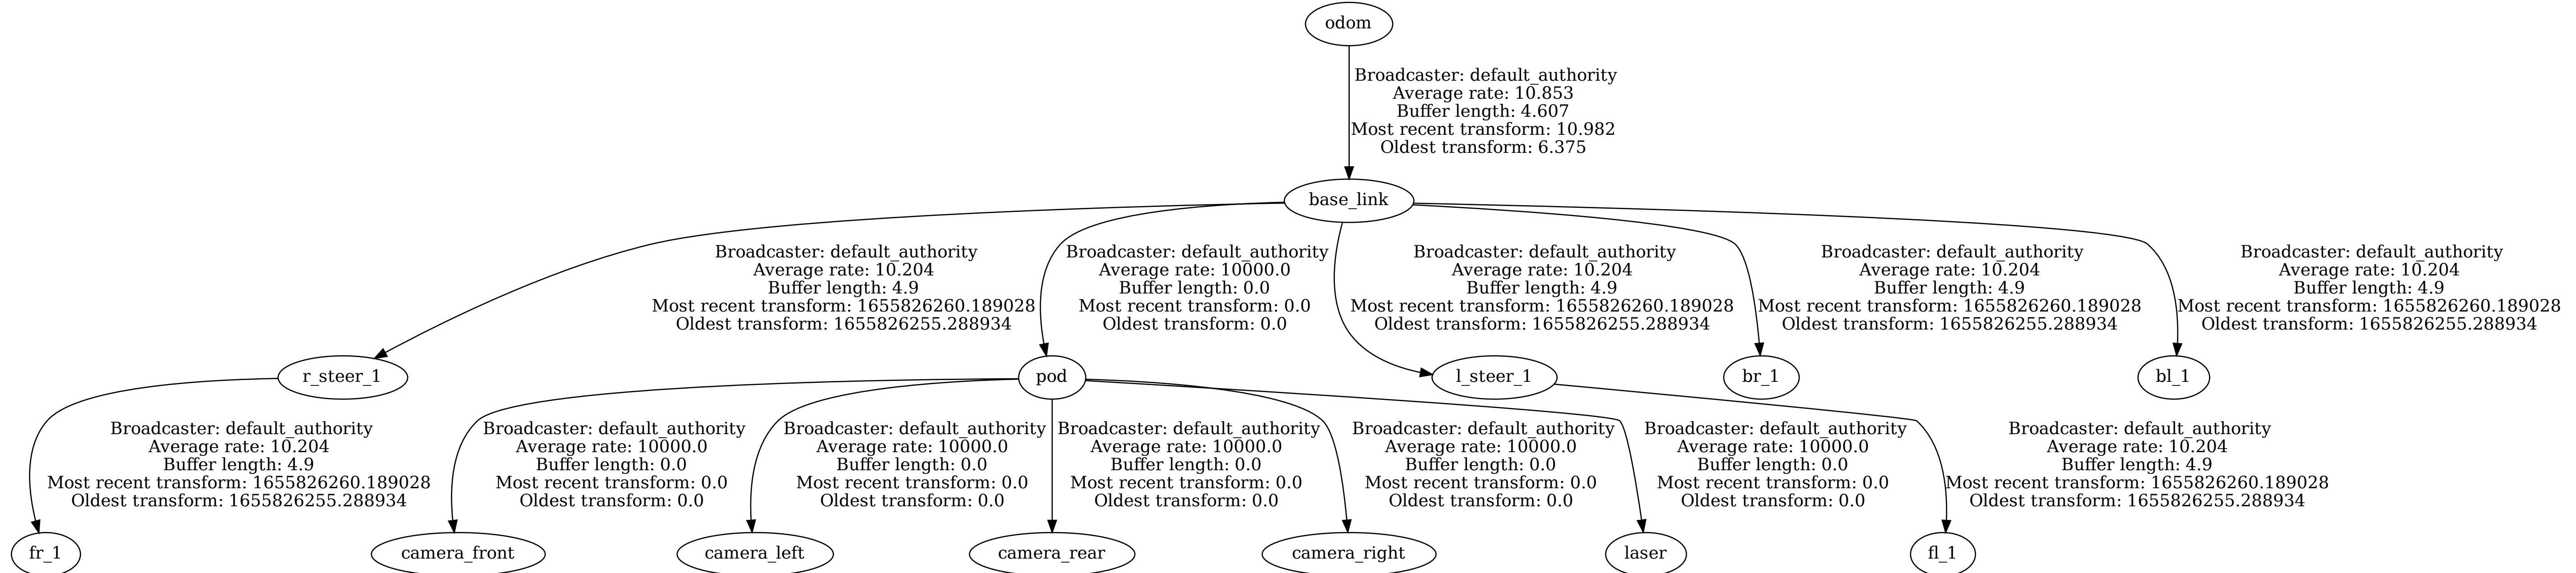 odom
Broadcaster: default_authority
Average rate: 10.853
Buffer length: 4.607
Most recent transform: 10.982
Oldest transform: 6.375
base_link
Broadcaster: default_authority
Average rate: 10.204
Buffer length: 4.9
Most recent transform: 1655826260.189028
Oldest transform: 1655826255.288934
Broadcaster: default_authority
Average rate: 10000.0
Buffer length: 0.0
Most recent transform: 0.0
Oldest transform: 0.0
Broadcaster: default_authority
Average rate: 10.204
Buffer length: 4.9
Most recent transform: 1655826260.189028
Oldest transform: 1655826255.288934
Broadcaster: default_authority
Average rate: 10.204
Buffer length: 4.9
Most recent transform: 1655826260.189028
Oldest transform: 1655826255.288934
Broadcaster: default_authority
Average rate: 10.204
Buffer length: 4.9
Most recent transform: 1655826260.189028
Oldest transform: 1655826255.288934
r_steer_1
pod
l_steer_1
br_1
bl_1
Broadcaster: default_authority
Average rate: 10.204
Buffer length: 4.9
Most recent transform: 1655826260.189028
Oldest transform: 1655826255.288934
Broadcaster: default_authority
Average rate: 10000.0
Buffer length: 0.0
Most recent transform: 0.0
Oldest transform: 0.0
Broadcaster: default_authority
Average rate: 10000.0
Buffer length: 0.0
Most recent transform: 0.0
Oldest transform: 0.0
Broadcaster: default_authority
Average rate: 10000.0
Buffer length: 0.0
Most recent transform: 0.0
Oldest transform: 0.0
Broadcaster: default_authority
Average rate: 10000.0
Buffer length: 0.0
Most recent transform: 0.0
Oldest transform: 0.0
Broadcaster: default_authority
Average rate: 10000.0
Buffer length: 0.0
Most recent transform: 0.0
Oldest transform: 0.0
Broadcaster: default_authority
Average rate: 10.204
Buffer length: 4.9
Most recent transform: 1655826260.189028
Oldest transform: 1655826255.288934
fr_1
camera_front
camera_left
camera_rear
camera_right
laser
fl_1